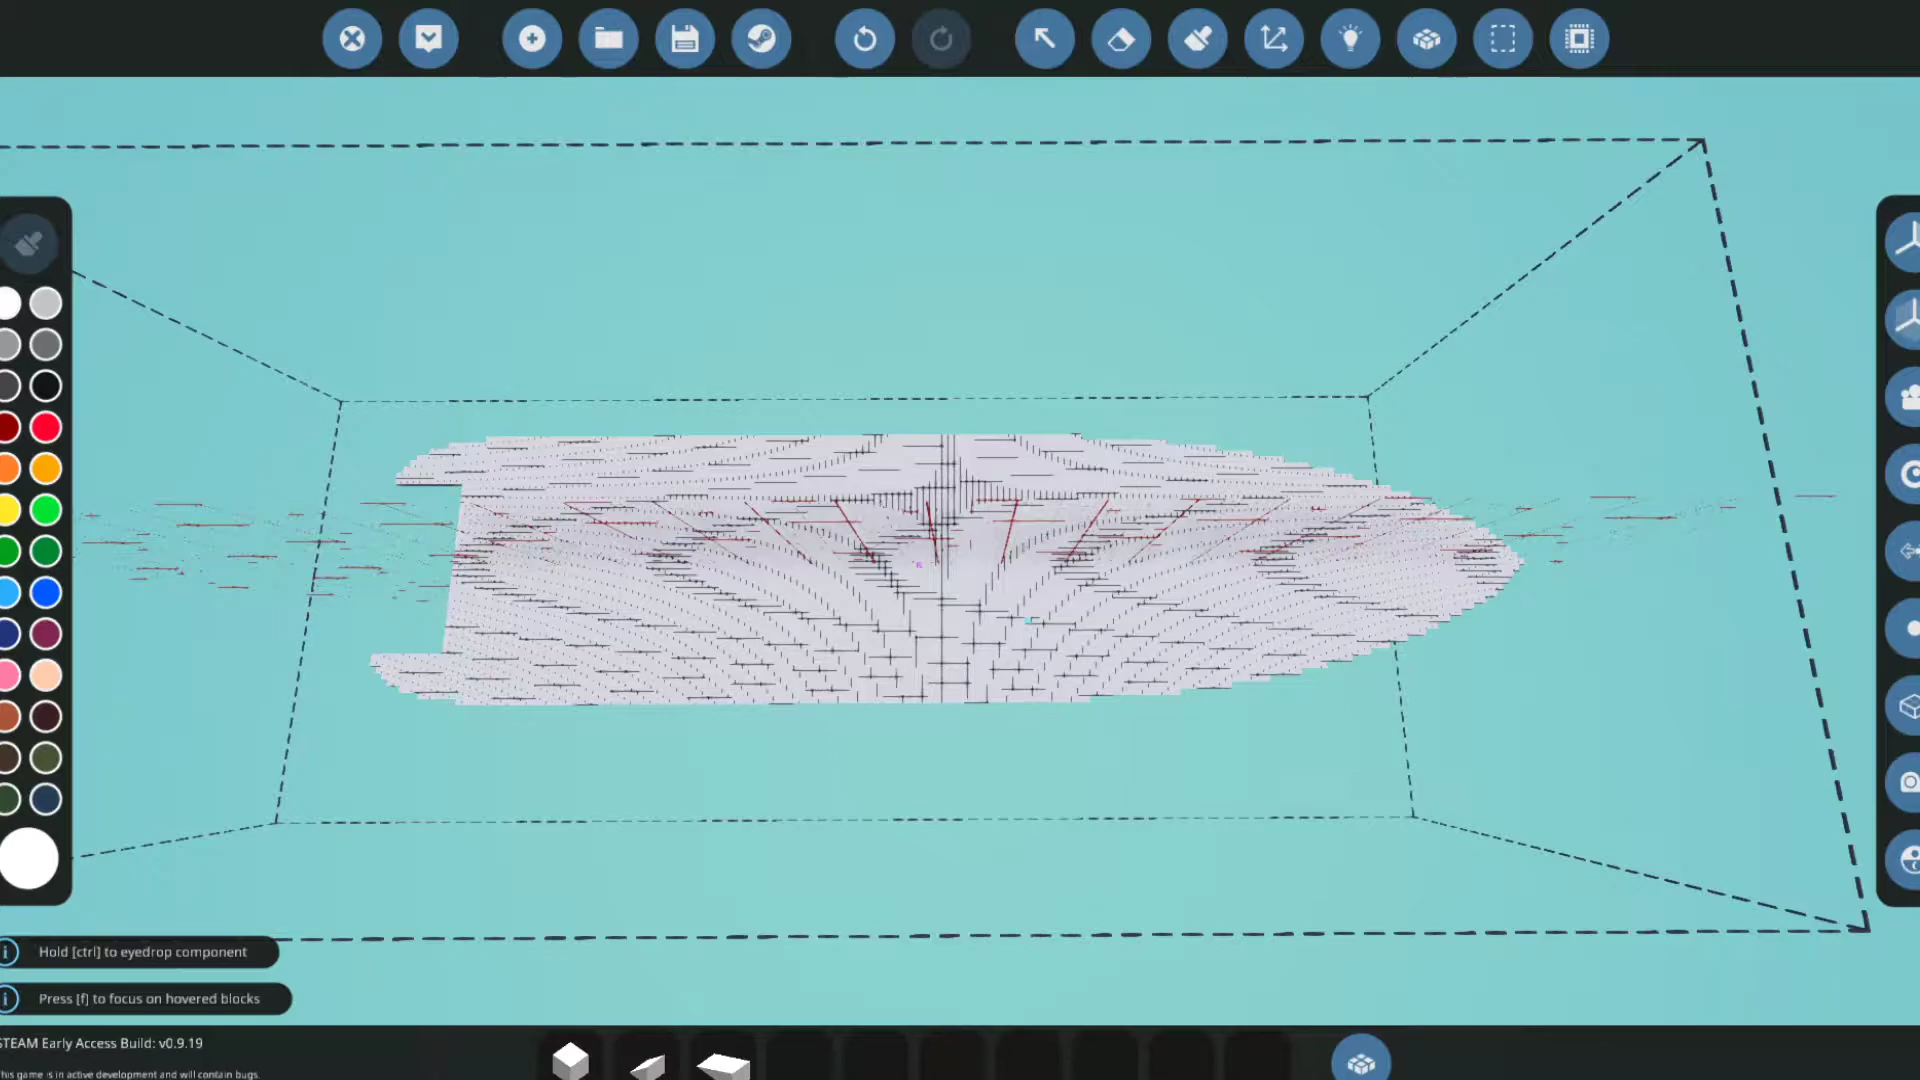 Hold [ctrl] to eyedrop component
Press [f] to focus on hovered blocks
STEAM Early Access Build: v0.9.19
This game is in active development and will contain bugs.